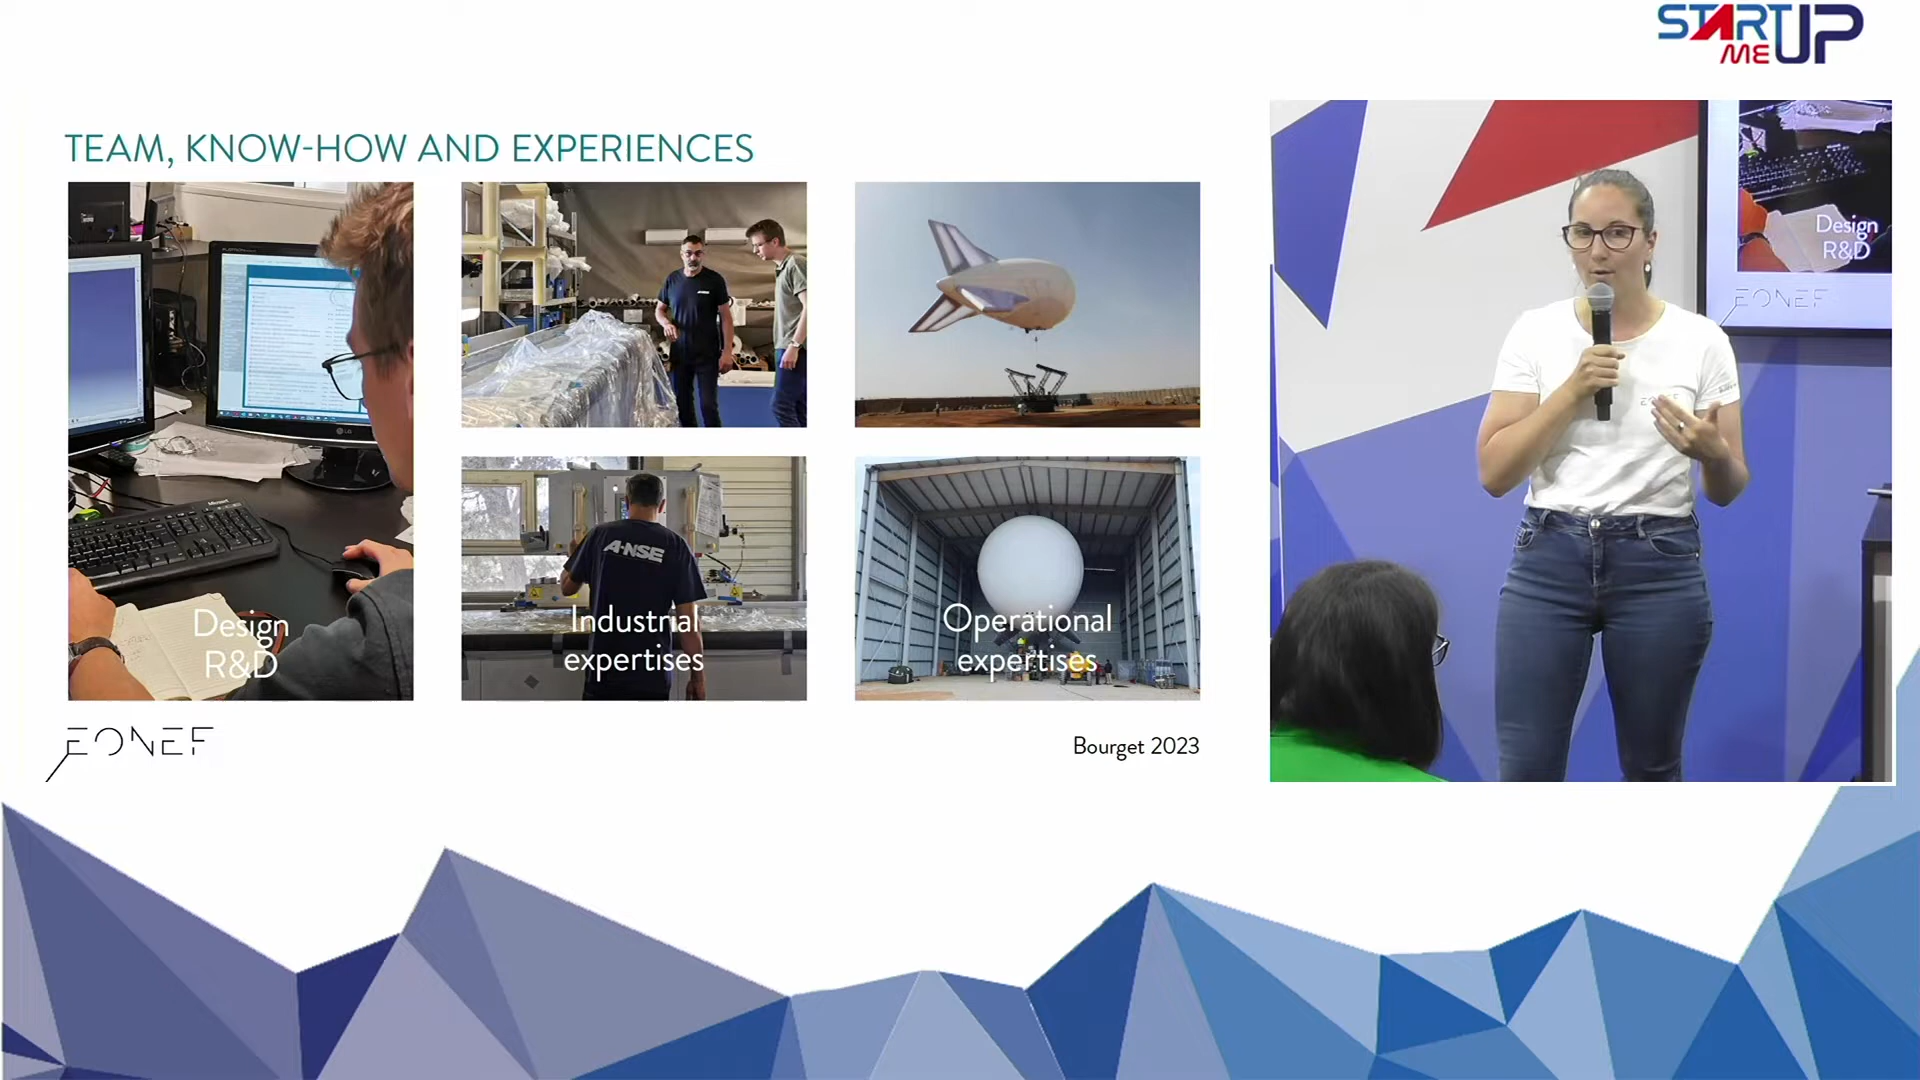 START
ME UP
TEAM, KNOW-HOW AND EXPERIENCES
Design
R&D
A-NSE
Industrial
expertises
Operational
expertises
EONEF
Bourget 2023
Design
R&D
EONEF
EONEF